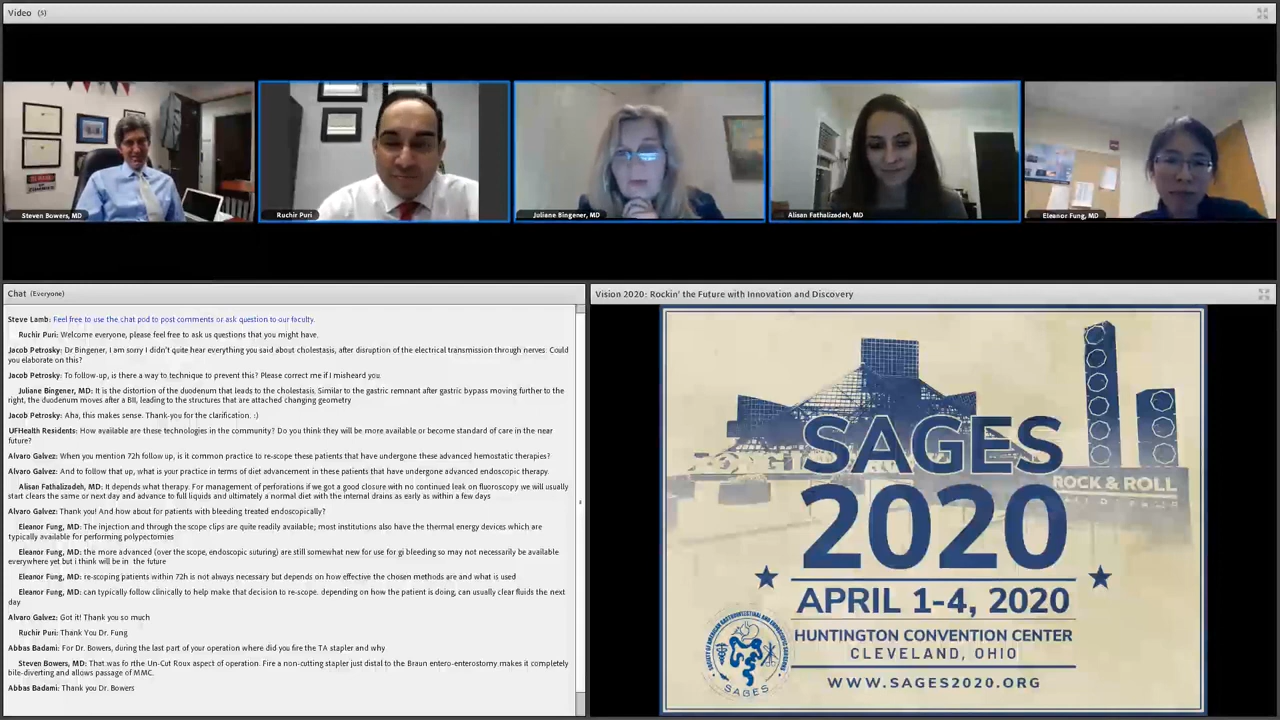 Video (5)
Steven Bowers, MD
Ruchir Puri
Juliane Bingener, MD
Alisan Fathalizadeh, MD
Eleanor Fung, MD
Chat (Everyone)
Steve Lamb: Feel free to use the chat pod to post comments or ask question to our faculty.
Ruchir Puri: Welcome everyone, please feel free to ask us questions that you might have.
Jacob Petrosky: Dr Bingener, I am sorry I didn't quite hear everything you said about cholestasis, after disruption of the electrical transmission through nerves. Could
you elaborate on this?
Jacob Petrosky: To follow-up, is there a way to technique to prevent this? Please correct me if I misheard you.
Juliane Bingener, MD: It is the distortion of the duodenum that leads to the cholestasis. Similar to the gastric remnant after gastric bypass moving further to the
right, the duodenum moves after a BII, leading to the structures that are attached changing geometry
Jacob Petrosky: Aha, this makes sense. Thank-you for the clarification. :)
UFHealth Residents: How available are these technologies in the community? Do you think they will be more available or become standard of care in the near
future?
Alvaro Galvez: When you mention 72h follow up, is it common practice to re-scope these patients that have undergone these advanced hemostatic therapies?
Alvaro Galvez: And to follow that up, what is your practice in terms of diet advancement in these patients that have undergone advanced endoscopic therapy.
Alisan Fathalizadeh, MD: It depends what therapy. For management of perforations if we got a good closure with no continued leak on fluoroscopy we will usually
start clears the same or next day and advance to full liquids and ultimately a normal diet with the internal drains as early as within a few days
Alvaro Galvez: Thank you! And how about for patients with bleeding treated endoscopically?
Eleanor Fung, MD: The injection and through the scope clips are quite readily available; most institutions also have the thermal energy devices which are
typically available for performing polypectomies
Eleanor Fung, MD: the more advanced (over the scope, endoscopic suturing) are still somewhat new for use for gi bleeding so may not necessarily be available
everywhere yet but i think will be in the future
Eleanor Fung, MD: re-scoping patients within 72h is not always necessary but depends on how effective the chosen methods are and what is used
Eleanor Fung, MD: can typically follow clinically to help make that decision to re-scope. depending on how the patient is doing, can usually clear fluids the next
day
Alvaro Galvez: Got it! Thank you so much
Ruchir Puri: Thank You Dr. Fung
Abbas Badami: For Dr. Bowers, during the last part of your operation where did you fire the TA stapler and why
Steven Bowers, MD: That was for the Un-Cut Roux aspect of operation. Fire a non-cutting stapler just distal to the Braun entero-enterostomy makes it completely
bile-diverting and allows passage of MMC.
Abbas Badami: Thank you Dr. Bowers
Vision 2020: Rockin' the Future with Innovation and Discovery
SAGES
2020
ROCK & ROLL
APRIL 1-4, 2020
HUNTINGTON CONVENTION CENTER
CLEVELAND, OHIO
WWW.SAGES2020.ORG
SAGES